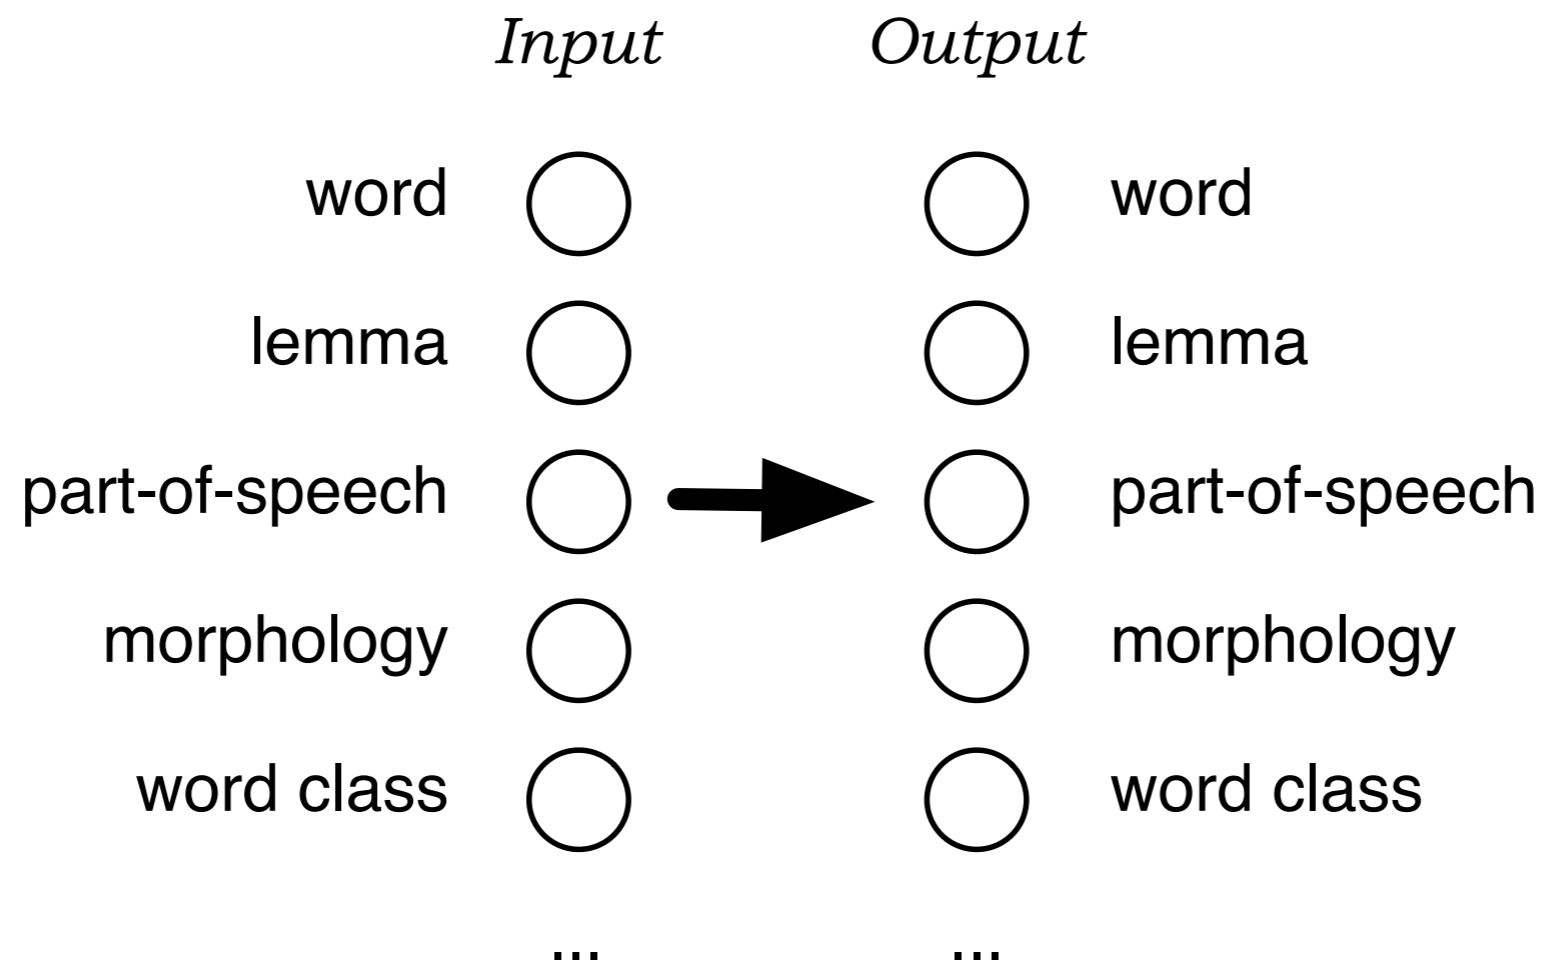 Input Output
word word
lemma lemma
part-of-speech part-of-speech
morphology morphology
word class word class
... ...